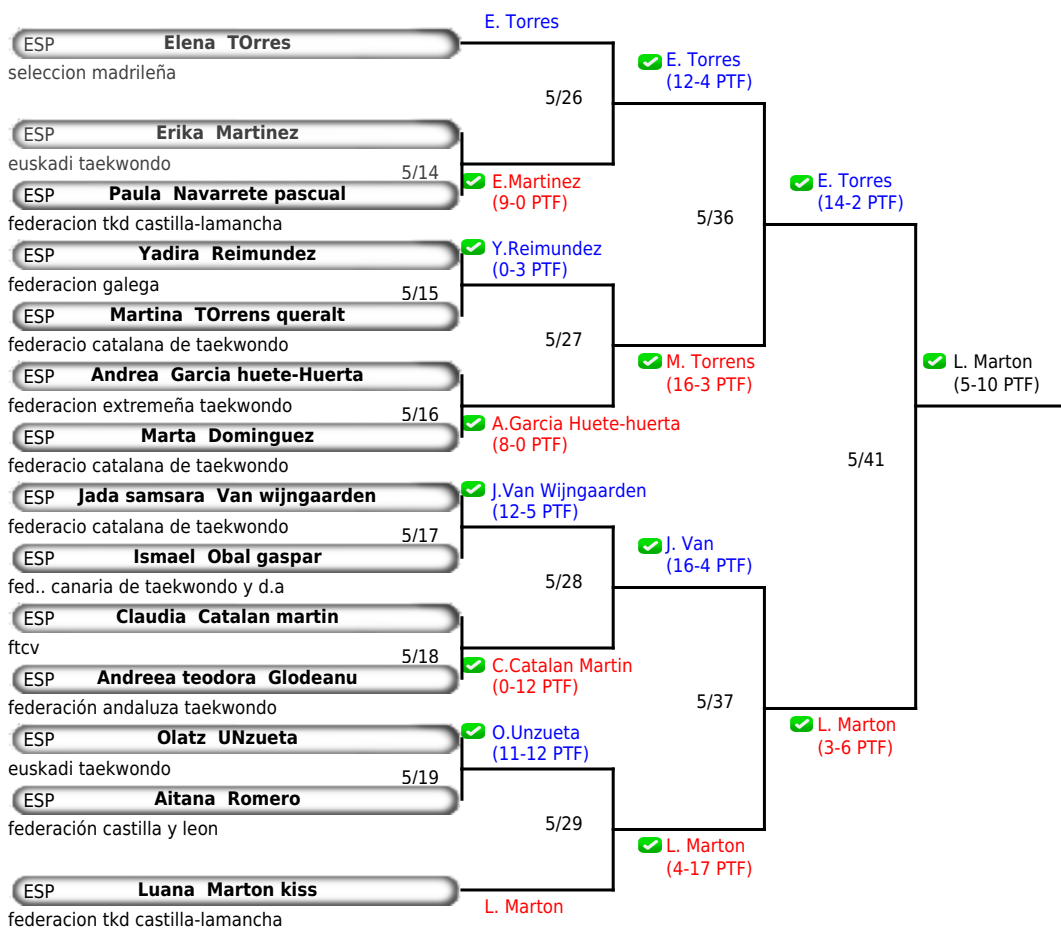 E. Torres
ESP Elena TOrres
seleccion madrileña
E. Torres
(12-4 PTF)
5/26
ESP Erika Martinez
euskadi taekwondo
5/14
ESP Paula Navarrete pascual
federacion tkd castilla-lamancha
E.Martinez
(9-0 PTF)
E. Torres
(14-2 PTF)
5/36
ESP Yadira Reimundez
federacion galega
Y.Reimundez
(0-3 PTF)
5/15
ESP Martina TOrrens queralt
federacio catalana de taekwondo
5/27
ESP Andrea Garcia huete-Huerta
federacion extremeña taekwondo
M. Torrens
(16-3 PTF)
L. Marton
(5-10 PTF)
5/16
ESP Marta Dominguez
federacio catalana de taekwondo
A.Garcia Huete-huerta
(8-0 PTF)
5/41
ESP Jada samsara Van wijngaarden
federacio catalana de taekwondo
J.Van Wijngaarden
(12-5 PTF)
5/17
ESP Ismael Obal gaspar
fed.. canaria de taekwondo y d.a
J. Van
(16-4 PTF)
5/28
ESP Claudia Catalan martin
ftcv
5/18
ESP Andreea teodora Glodeanu
federación andaluza taekwondo
C.Catalan Martin
(0-12 PTF)
5/37
ESP Olatz UNzueta
euskadi taekwondo
O.Unzueta
(11-12 PTF)
L. Marton
(3-6 PTF)
5/19
ESP Aitana Romero
federación castilla y leon
5/29
L. Marton
(4-17 PTF)
ESP Luana Marton kiss
federacion tkd castilla-lamancha
L. Marton